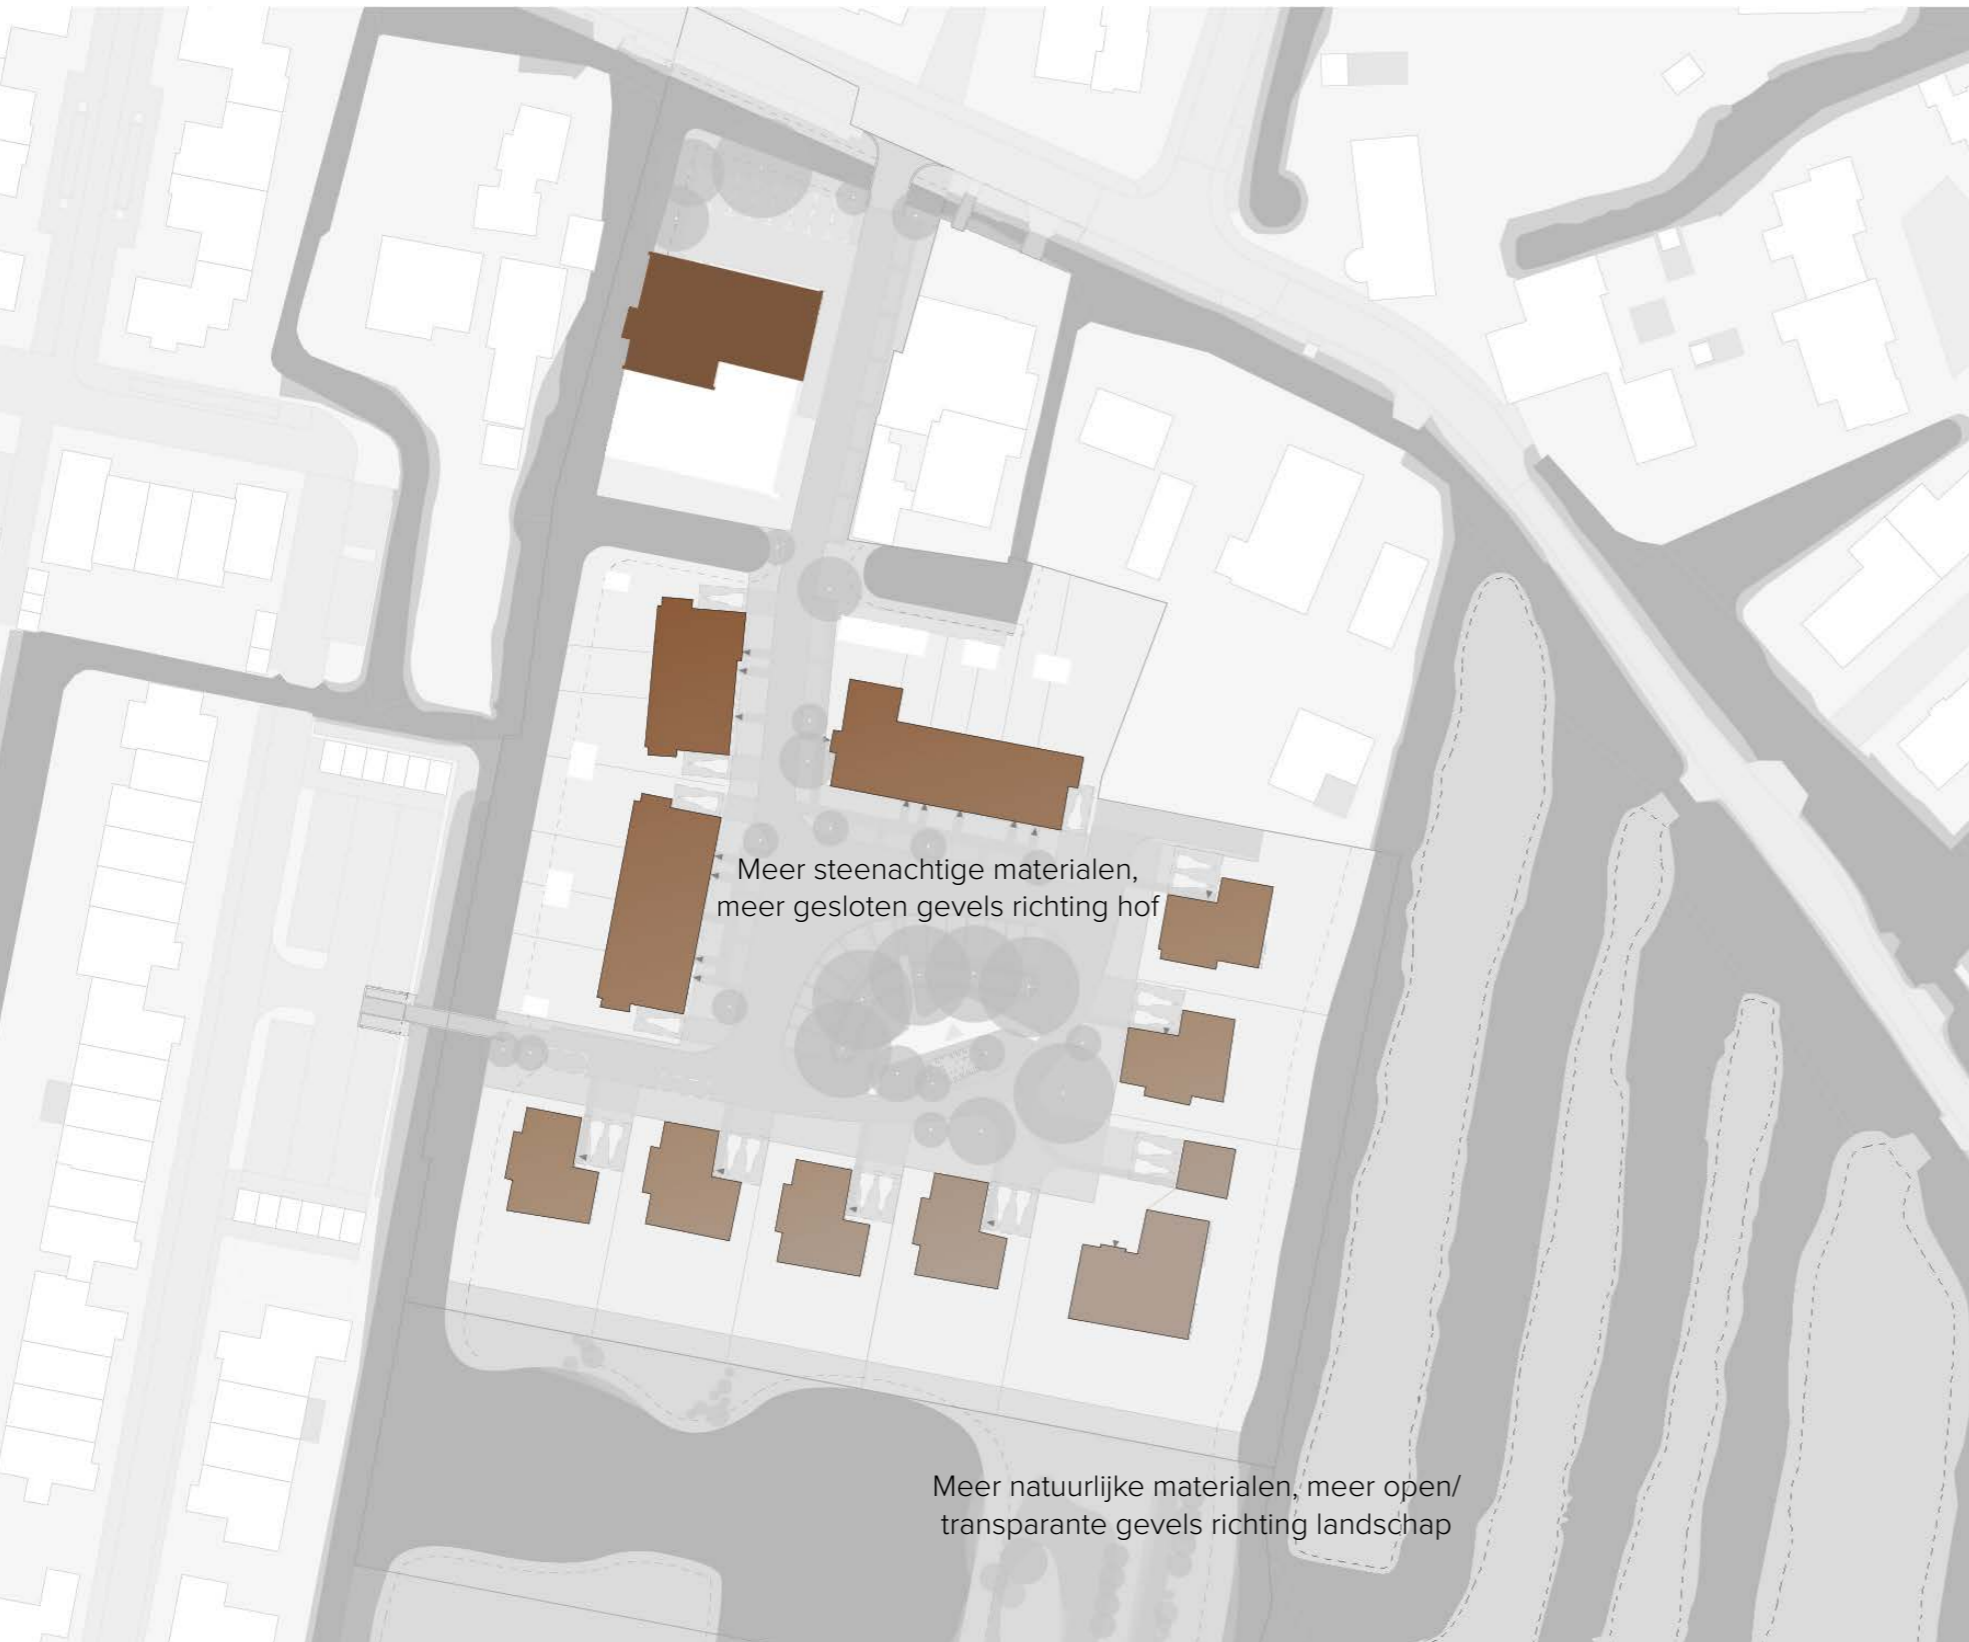 Meer steenachtige materialen,
meer gesloten gevels richting hof
Meer natuurlijke materialen, meer open/
transparante gevels richting landschap